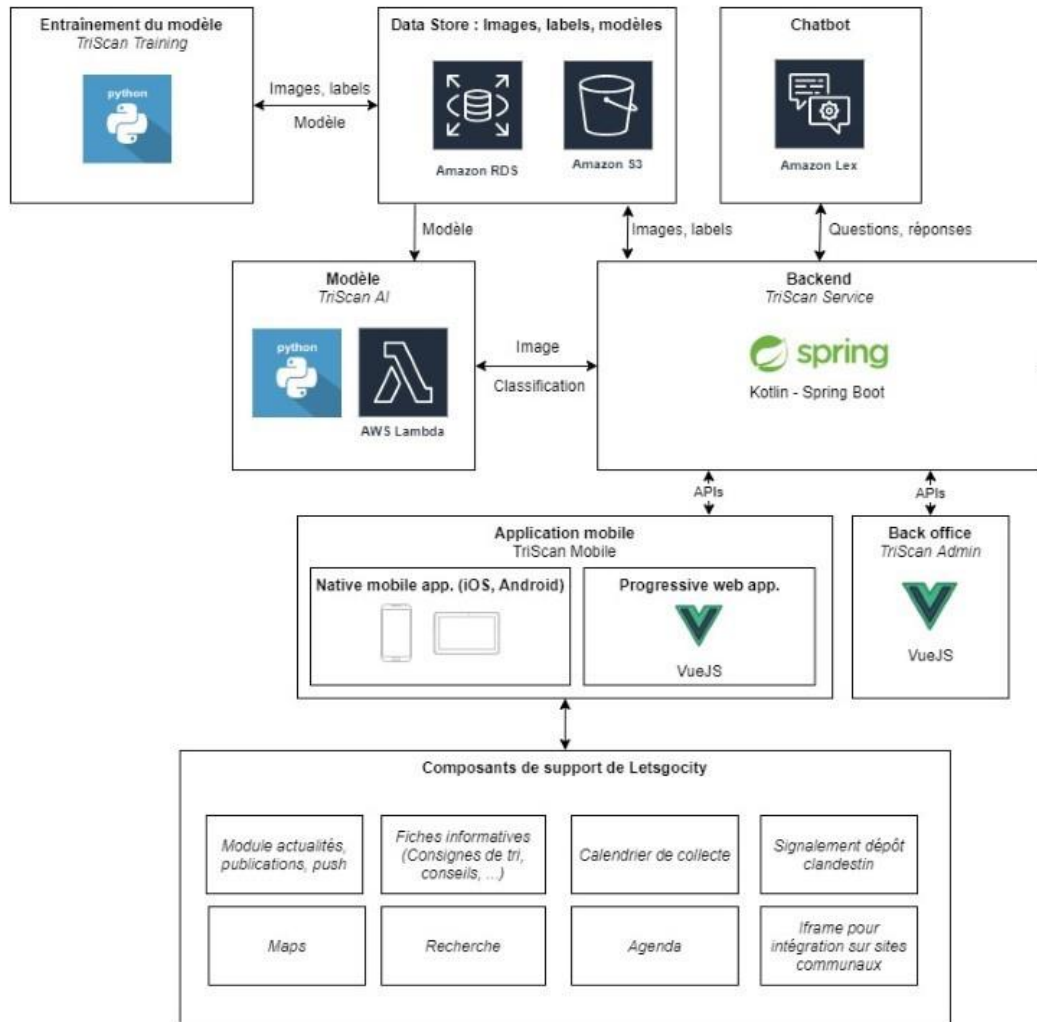 Entraînement du modèle
TriScan Training
python
Images, labels
Modèle
Data Store : Images, labels, modèles
Amazon RDS
Amazon S3
Chatbot
Amazon Lex
Modèle
Images, labels
Questions, réponses
Modèle
TriScan AI
python
AWS Lambda
Image
Classification
Backend
TriScan Service
spring
Kotlin - Spring Boot
APIs
APIs
Application mobile
TriScan Mobile
Native mobile app. (iOS, Android)
Progressive web app.
VueJS
Back office
TriScan Admin
VueJS
Composants de support de Letsgocity
Module actualités,
publications, push
Fiches informatives
(Consignes de tri,
conseils, ...)
Calendrier de collecte
Signalement dépôt
clandestin
Maps
Recherche
Agenda
Iframe pour
intégration sur sites
communaux